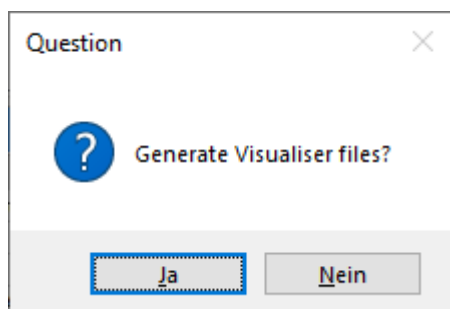 Question
?
Generate Visualiser files?
Ja
Nein